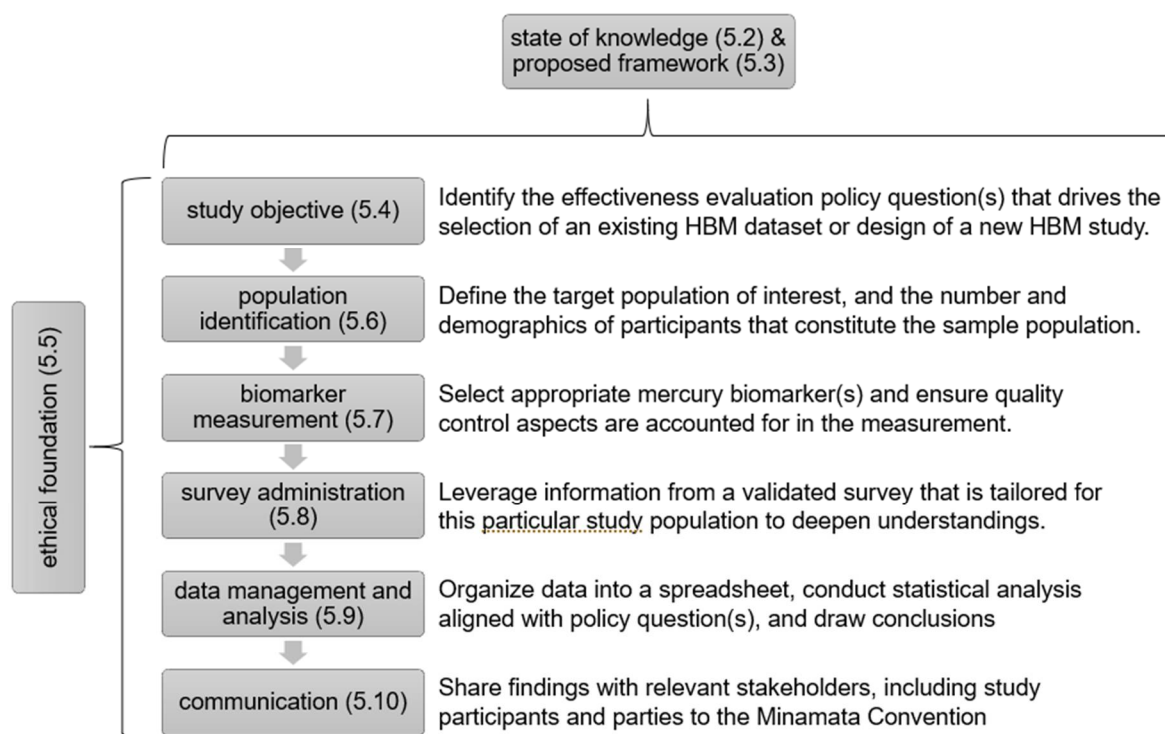 state of knowledge (5.2) &
proposed framework (5.3)
ethical foundation (5.5)
study objective (5.4)
Identify the effectiveness evaluation policy question(s) that drives the
selection of an existing HBM dataset or design of a new HBM study.
population
identification (5.6)
Define the target population of interest, and the number and
demographics of participants that constitute the sample population.
biomarker
measurement (5.7)
Select appropriate mercury biomarker(s) and ensure quality
control aspects are accounted for in the measurement.
survey administration
(5.8)
Leverage information from a validated survey that is tailored for
this particular study population to deepen understandings.
data management and
analysis (5.9)
Organize data into a spreadsheet, conduct statistical analysis
aligned with policy question(s), and draw conclusions
communication (5.10)
Share findings with relevant stakeholders, including study
participants and parties to the Minamata Convention